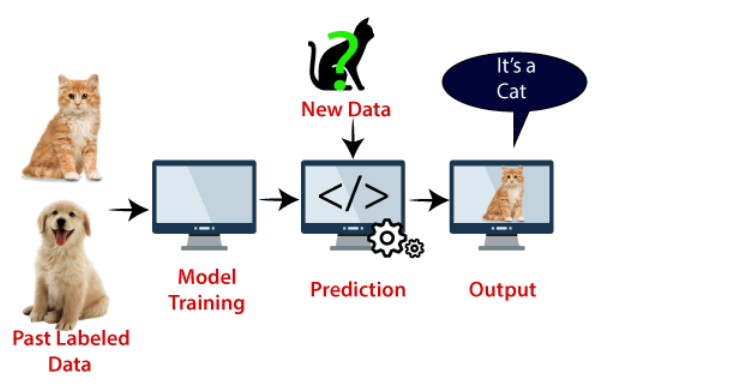 It's a
Cat
?
New Data
</>
Model
Training
Prediction
Output
Past Labeled
Data